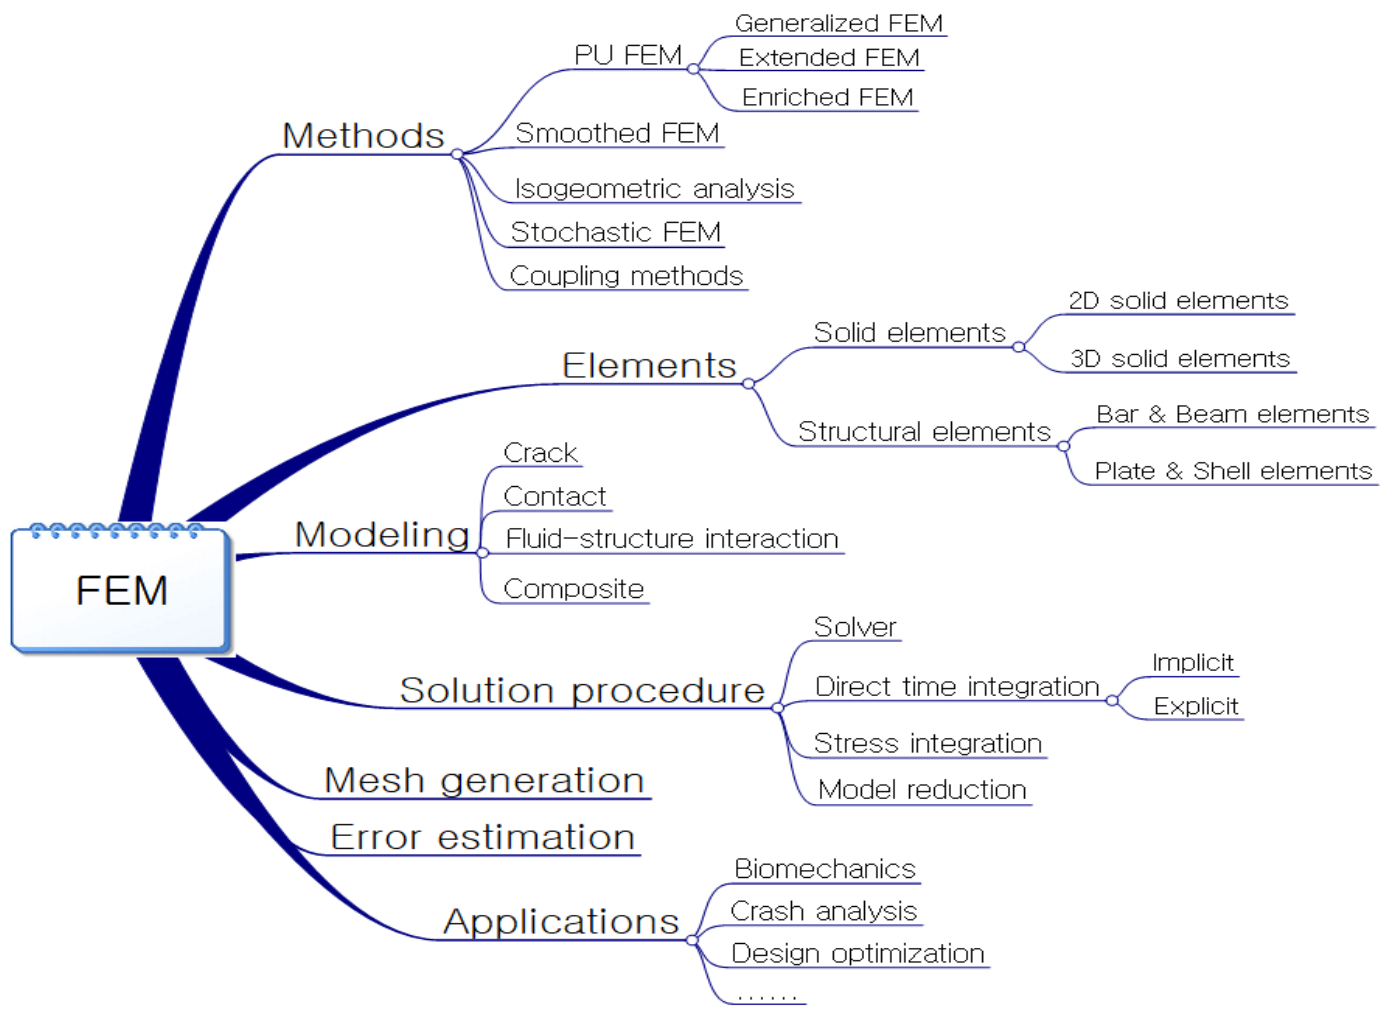 Generalized FEM
PU FEM
Extended FEM
Enriched FEM
Methods
Smoothed FEM
Isogeometric analysis
Stochastic FEM
Coupling methods
2D solid elements
Solid elements
3D solid elements
Elements
Bar & Beam elements
Structural elements
Plate & Shell elements
Crack
Contact
Modeling
Fluid-structure interaction
Composite
FEM
Solver
Implicit
Direct time integration
Explicit
Solution procedure
Stress integration
Model reduction
Mesh generation
Error estimation
Biomechanics
Crash analysis
Applications
Design optimization
......